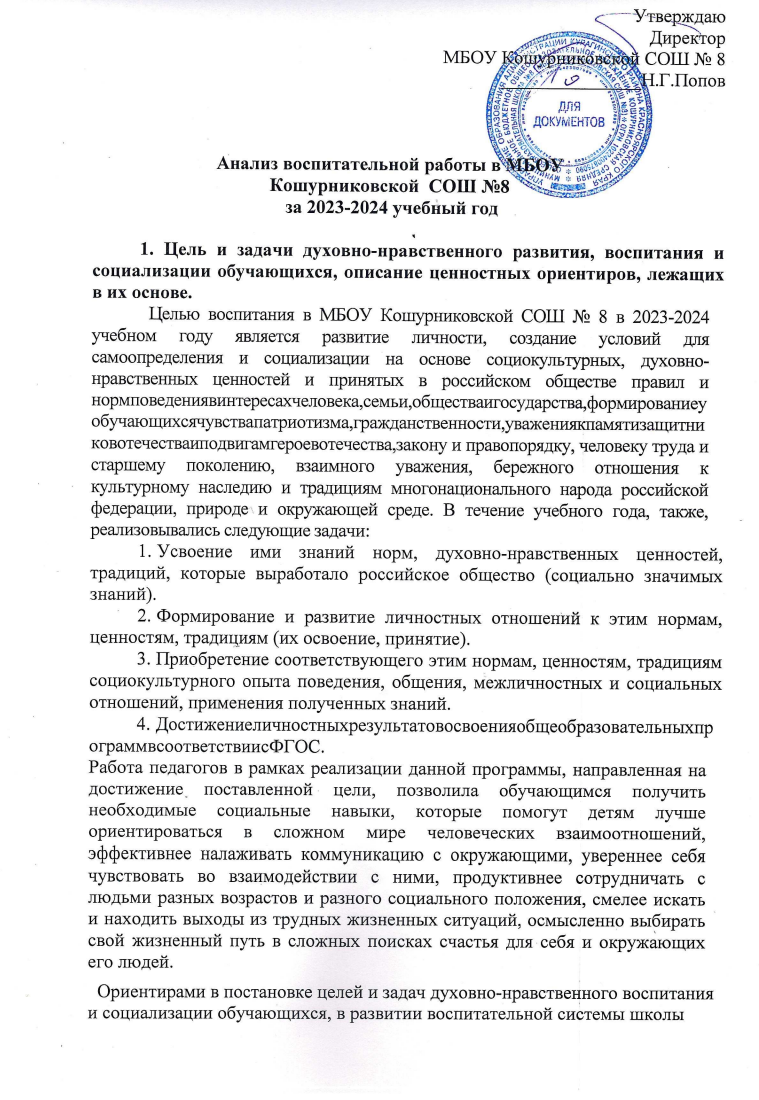 Утверждаю
Директор
МБОУ Кошурниковской СОШ № 8
Н.Г.Попов
ДЛЯ
ДОКУМЕНТОВ
Анализ воспитательной работы в МБОУ
Кошурниковской СОШ №8
за 2023-2024 учебный год
1. Цель и задачи духовно-нравственного развития, воспитания и
социализации обучающихся, описание ценностных ориентиров, лежащих
в их основе.
Целью воспитания в МБОУ Кошурниковской СОШ № 8 в 2023-2024
учебном году является развитие личности, создание условий для
самоопределения и социализации на основе социокультурных, духовно-
нравственных ценностей и принятых в российском обществе правил и
нормповедениявинтересахчеловека,семьи,обществаигосударства,формированиеу
обучающихсячувствапатриотизма,гражданственности,уважениякпамятизащитни
ковотечестваиподвигамгероевотечества,закону и правопорядку, человеку труда и
старшему поколению, взаимного уважения, бережного отношения к
культурному наследию и традициям многонационального народа российской
федерации, природе и окружающей среде. В течение учебного года, также,
реализовывались следующие задачи:
1. Усвоение ими знаний норм, духовно-нравственных ценностей,
традиций, которые выработало российское общество (социально значимых
знаний).
2. Формирование и развитие личностных отношений к этим нормам,
ценностям, традициям (их освоение, принятие).
3. Приобретение соответствующего этим нормам, ценностям, традициям
социокультурного опыта поведения, общения, межличностных и социальных
отношений, применения полученных знаний.
4. Достижениеличностныхрезультатовосвоенияобщеобразовательныхпр
ограммвсоответствиисФГОС.
Работа педагогов в рамках реализации данной программы, направленная на
достижение поставленной цели, позволила обучающимся получить
необходимые социальные навыки, которые помогут детям лучше
ориентироваться в сложном мире человеческих взаимоотношений,
эффективнее налаживать коммуникацию с окружающими, увереннее себя
чувствовать во взаимодействии с ними, продуктивнее сотрудничать с
людьми разных возрастов и разного социального положения, смелее искать
и находить выходы из трудных жизненных ситуаций, осмысленно выбирать
свой жизненный путь в сложных поисках счастья для себя и окружающих
его людей.
Ориентирами в постановке целей и задач духовно-нравственного воспитания
и социализации обучающихся, в развитии воспитательной системы школы